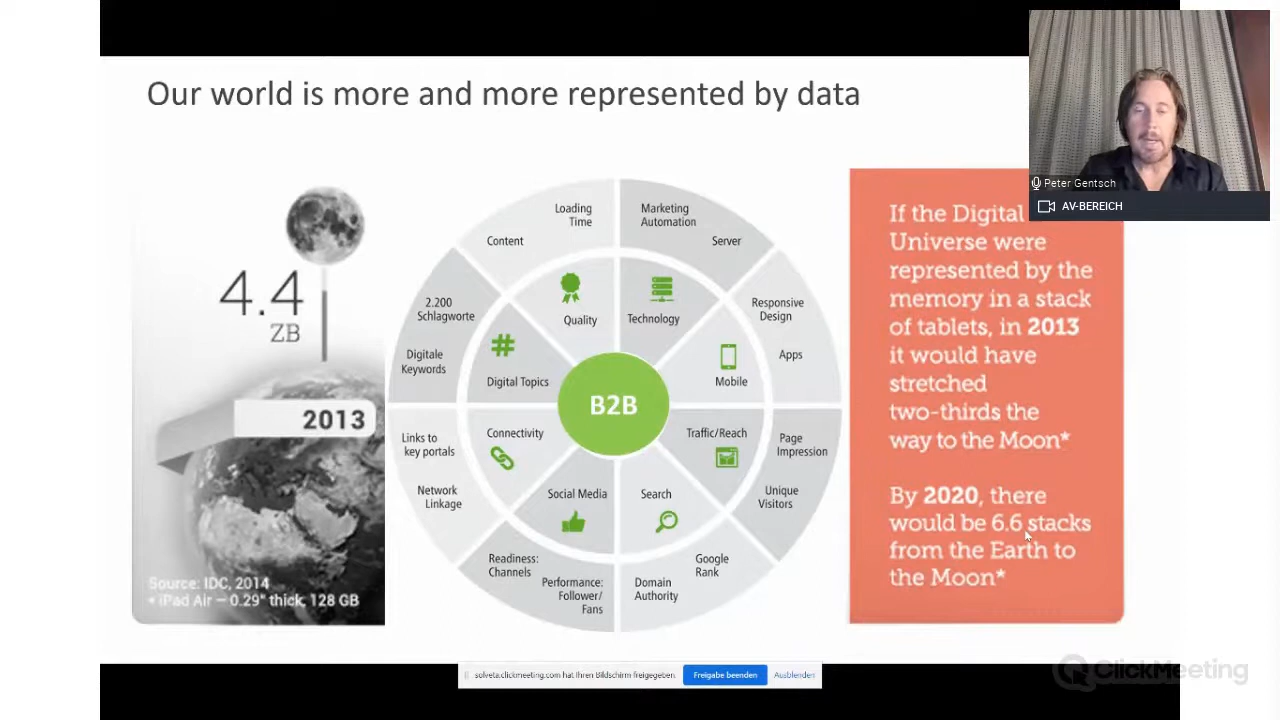 Our world is more and more represented by data
Peter Gentsch
AV-BEREICH
4.4
ZB
2013
Source: IDC, 2014
* iPad Air – 0.29" thick, 128 GB
Loading
Time
Content
Marketing
Automation
Server
2.200
Schlagworte
Digitale
Keywords
Quality
Technology
Responsive
Design
Apps
Digital Topics
Mobile
B2B
Connectivity
Traffic/Reach
Links to
key portals
Network
Linkage
Page
Impression
Unique
Visitors
Social Media
Search
Readiness:
Channels
Performance:
Follower/
Fans
Google
Rank
Domain
Authority
If the Digital
Universe were
represented by the
memory in a stack
of tablets, in 2013
it would have
stretched
two-thirds the
way to the Moon*
By 2020, there
would be 6.6 stacks
from the Earth to
the Moon*
solveta.clickmeeting.com hat Ihren Bildschirm freigegeben.
Freigabe beenden
Ausblenden
ClickMeeting